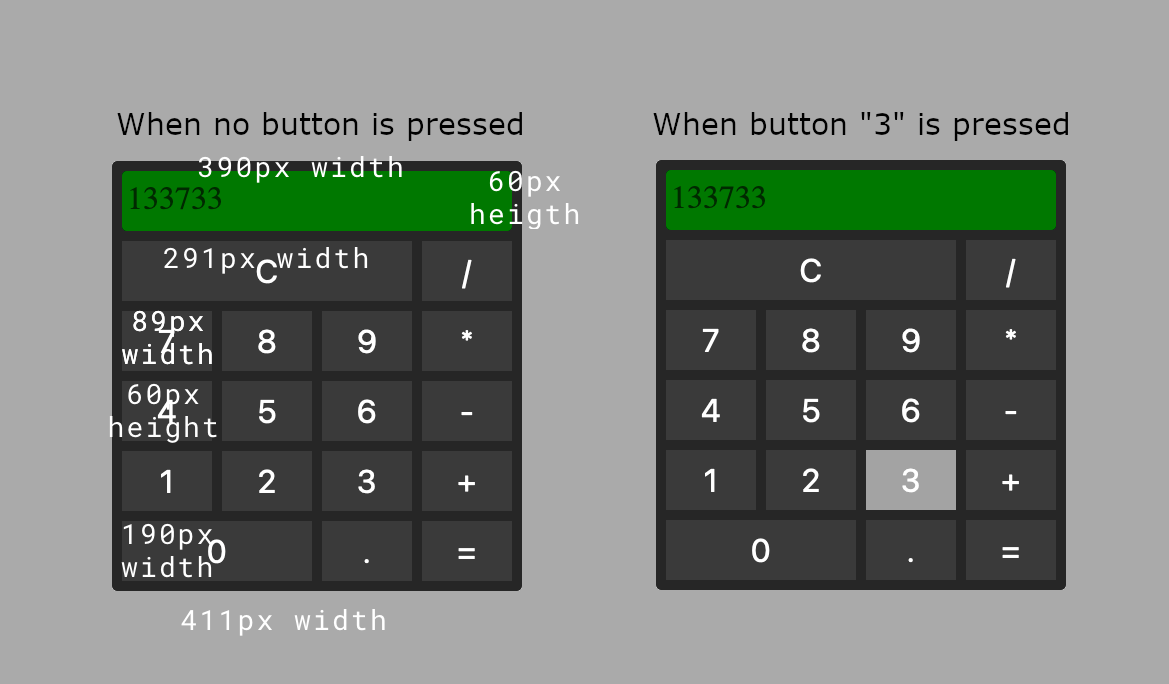 When no button is pressed
390px width
133733
60px
heigth
291px width
C /
89px
width
7 8 9 *
60px
height
4 5 6 -
1 2 3 +
190px
width
0 . =
411px width
When button "3" is pressed
133733
C /
7 8 9 *
4 5 6 -
1 2 3 +
0 . =